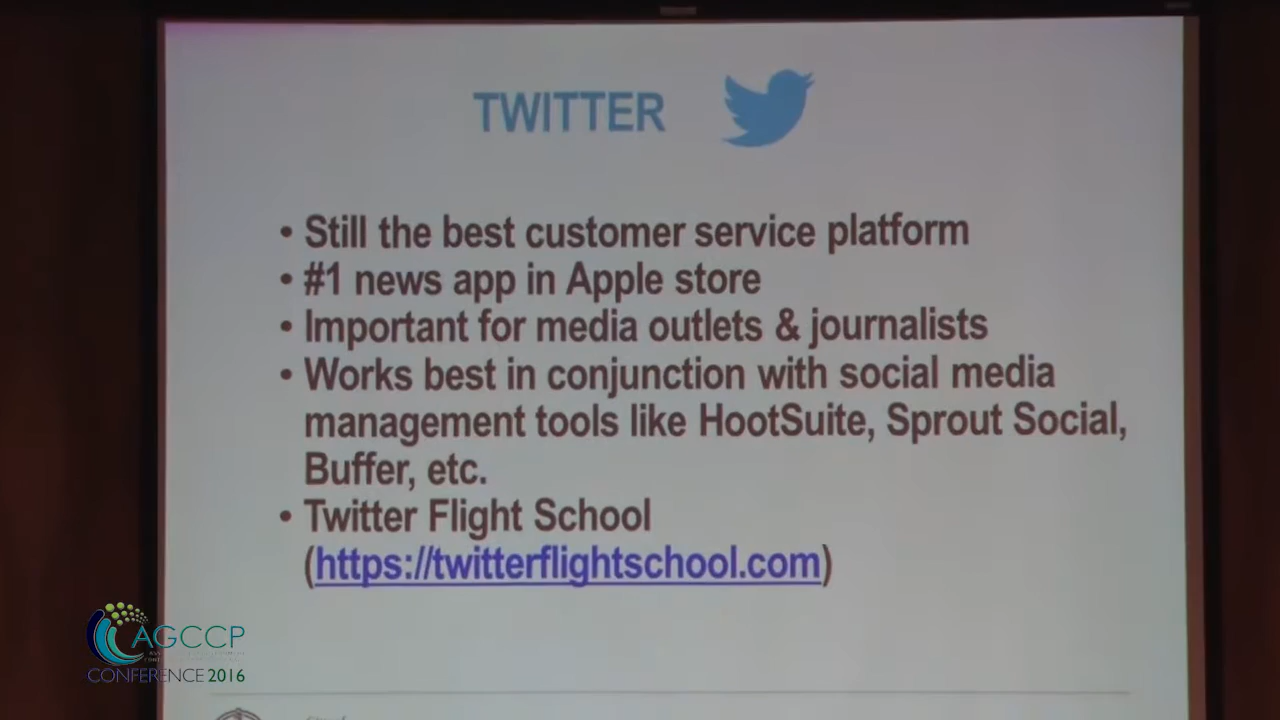 TWITTER
• Still the best customer service platform
• #1 news app in Apple store
• Important for media outlets & journalists
• Works best in conjunction with social media
management tools like HootSuite, Sprout Social,
Buffer, etc.
• Twitter Flight School
(https://twitterflightschool.com)
AGCCP
CONFERENCE 2016